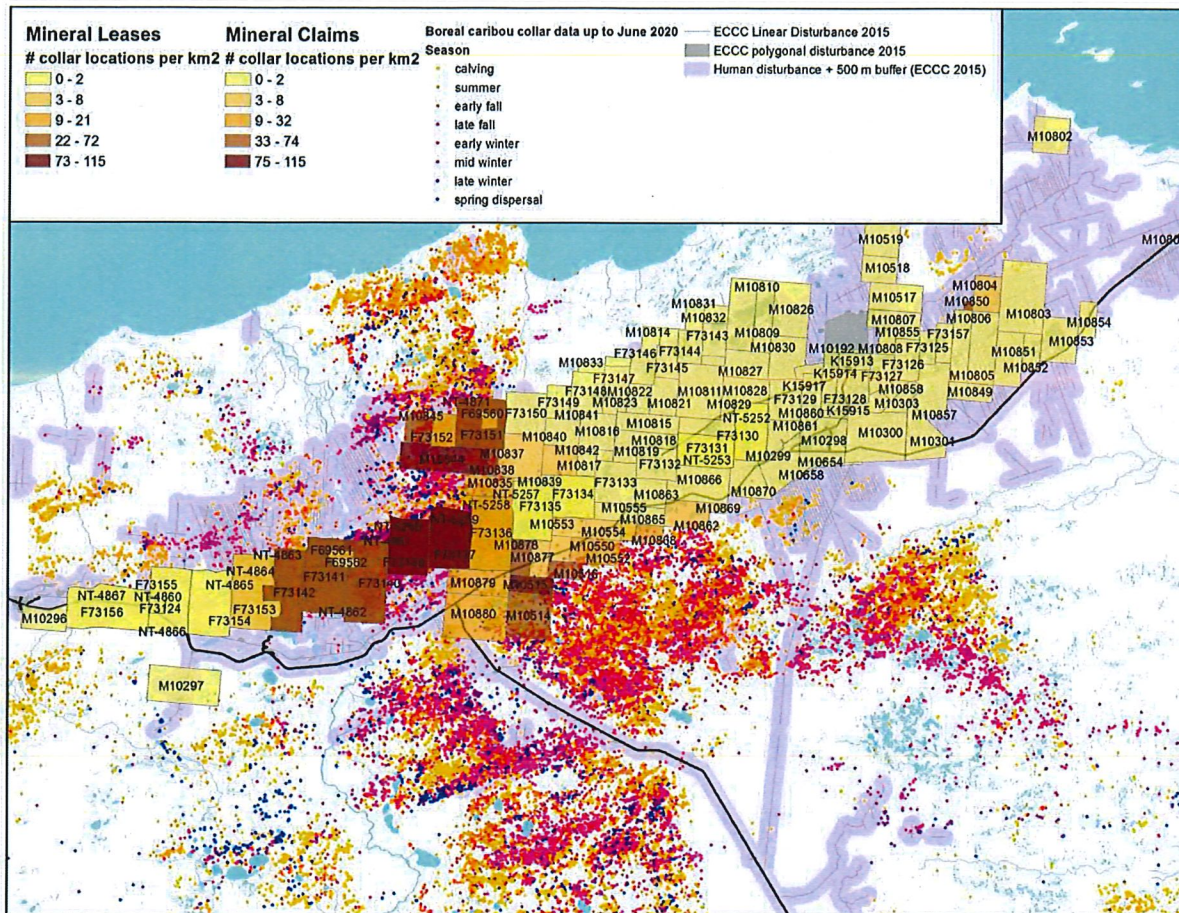 Mineral Leases
# collar locations per km2
0 - 2
3 - 8
9 - 21
22 - 72
73 - 115
Mineral Claims
# collar locations per km2
0 - 2
3 - 8
9 - 32
33 - 74
75 - 115
Boreal caribou collar data up to June 2020
Season
calving
summer
early fall
late fall
early winter
mid winter
late winter
spring dispersal
ECCC Linear Disturbance 2015
ECCC polygonal disturbance 2015
Human disturbance + 500 m buffer (ECCC 2015)
M10802
M10519
M10518
M10810
M10804
M10826
M10517
M10850
M10831
M10803
M10832
M10807
M10806
M10854
M10814
M10809
M10855
F73157
F73143
M10853
F73146
F73144
M10830
M10192
M10808
F73125
M10851
M10833
F73145
K15913
F73126
M10852
F73147
M10827
K15914
F73127
M10805
F73148
M10822
M10811
M10828
K15917
M10858
M10849
NT-4871
F73149
M10823
M10821
M10829
F73129
F73128
M10303
M10845
F69560
F73150
M10841
NT-5252
M10860
K15915
M10857
M10816
M10815
M10861
M10300
F73152
F73151
M10840
M10818
F73130
M10298
M10301
M10837
M10842
M10819
F73131
M10299
M10838
M10817
F73132
NT-5253
M10654
M10835
M10839
M10866
M10658
NT-5257
F73134
F73133
M10863
M10870
NT-5258
F73135
M10555
M10869
M10553
M10865
M10862
F73136
M10554
M10868
M10878
M10550
NT-4863
F69561
M10877
M10552
F69562
NT-4864
F73141
F73155
NT-4865
M10879
NT-4867
NT-4860
F73142
F73156
F73124
F73153
NT-4862
M10880
M10514
M10296
F73154
NT-4866
M10297